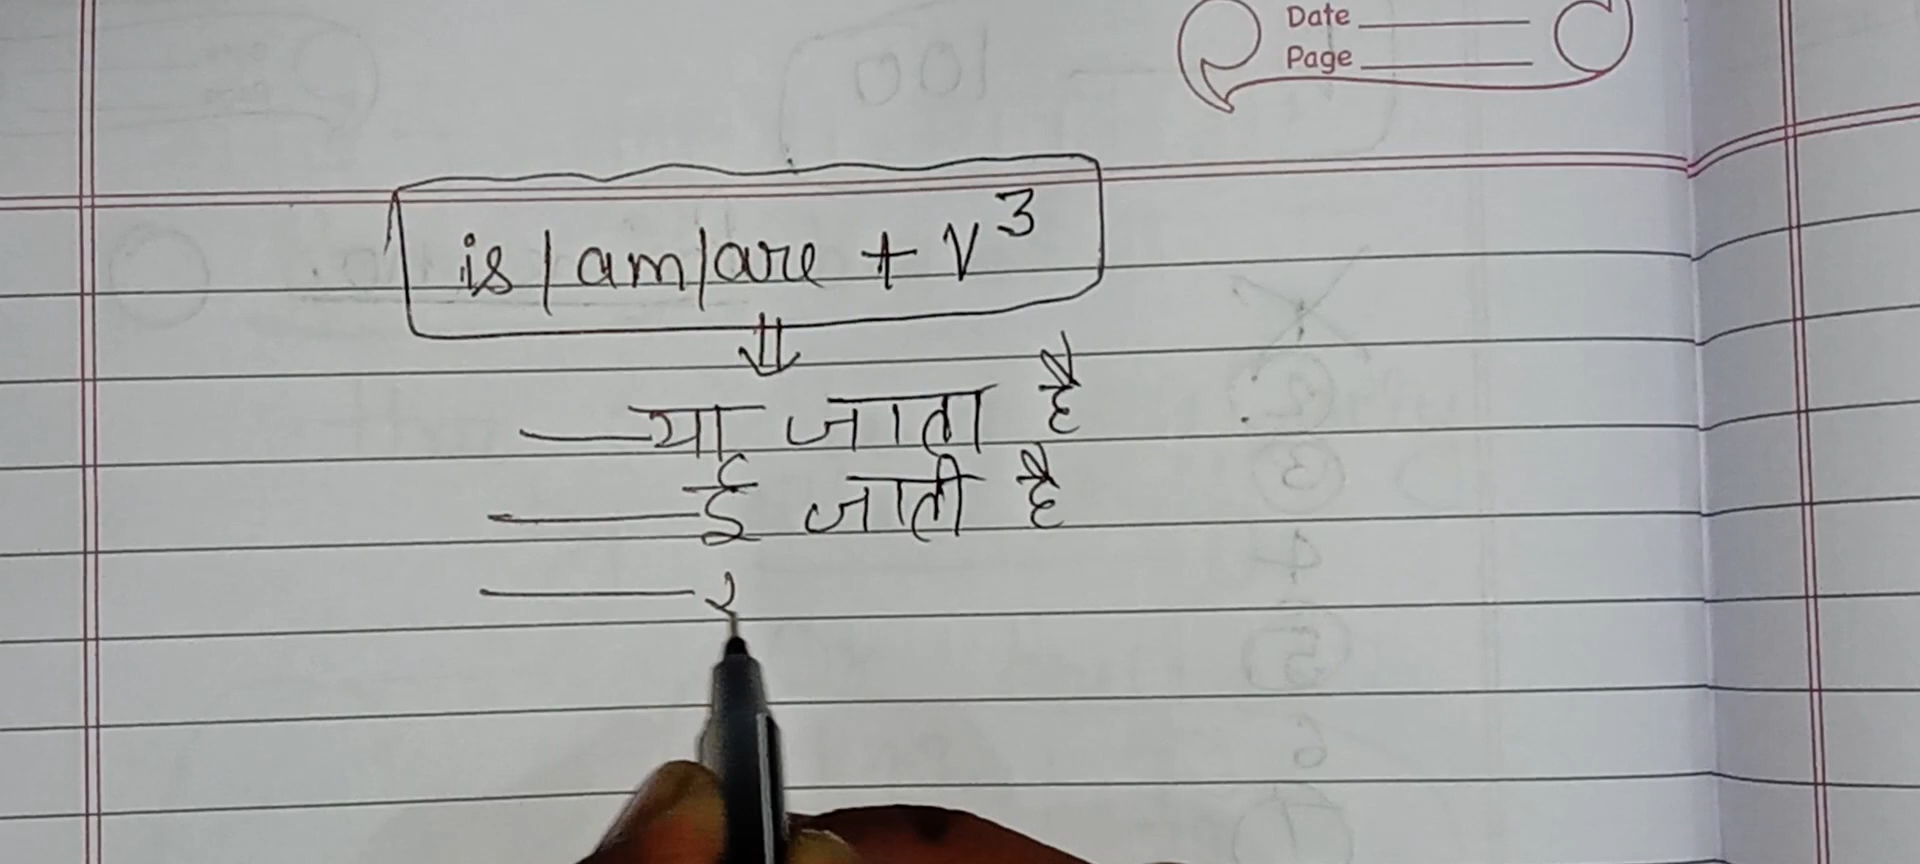 Date
Page
is / am / are + V³
⇓
—या जाता है
—ई जाती है
—